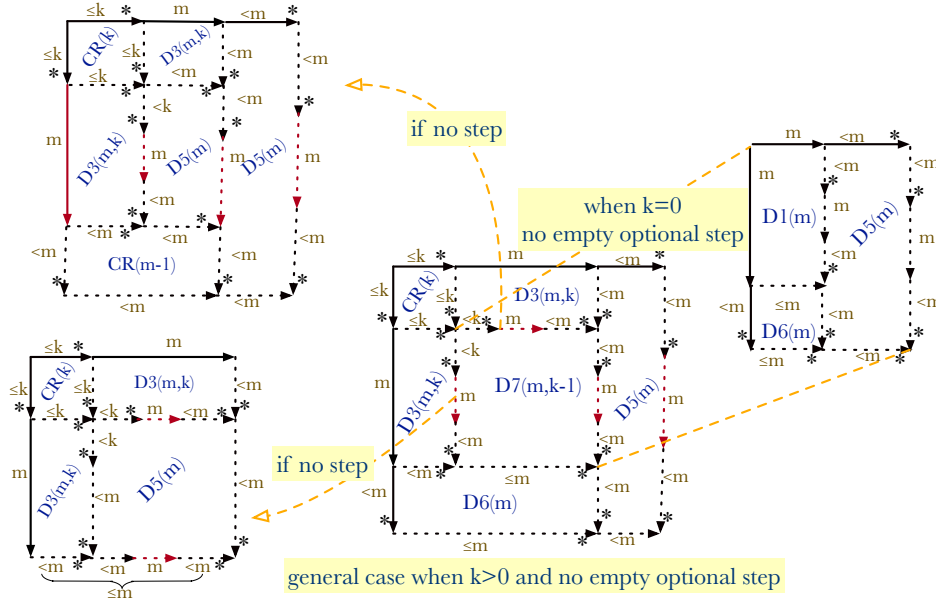 ≤k m <m
≤k CR(k) ≤k D3(m,k) <m <m
* ≤k * <m *
<k <m
m D3(m,k) m D5(m) m D5(m) m
<m * <m *
<m CR(m-1) <m <m
* <m * <m *
if no step
m <m *
m D1(m) <m * m D5(m) <m * m
<m
≤m
D6(m) <m <m
* ≤m * <m *
when k=0
no empty optional step
≤k * m * <m *
≤k CR(k) ≤k D3(m,k) <m <m
* ≤k * <k * m <m *
<k <m
m D3(m,k) m D7(m,k-1) m D5(m) m
<m <m
<m * ≤m *
<m D6(m) <m <m
* ≤m * <m *
≤k * m *
≤k CR(k) ≤k D3(m,k) <m
* ≤k * <k * m <m *
<k
m D3(m,k) * D5(m) <m
<m
* <m * <m m <m *
≤m
if no step
general case when k>0 and no empty optional step